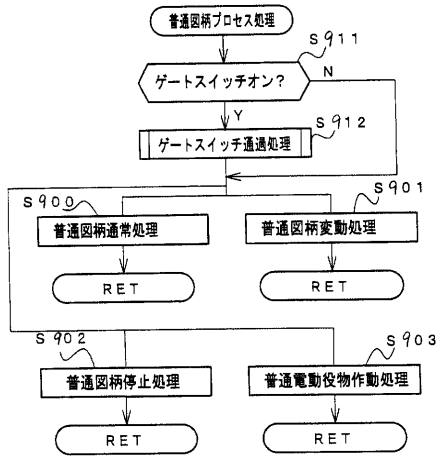 普通図柄プロセス処理
S911
ゲートスイッチオン?
N
Y
S912
ゲートスイッチ通過処理
S900
S901
普通図柄通常処理
普通図柄変動処理
RET
RET
S902
S903
普通図柄停止処理
普通電動役物作動処理
RET
RET